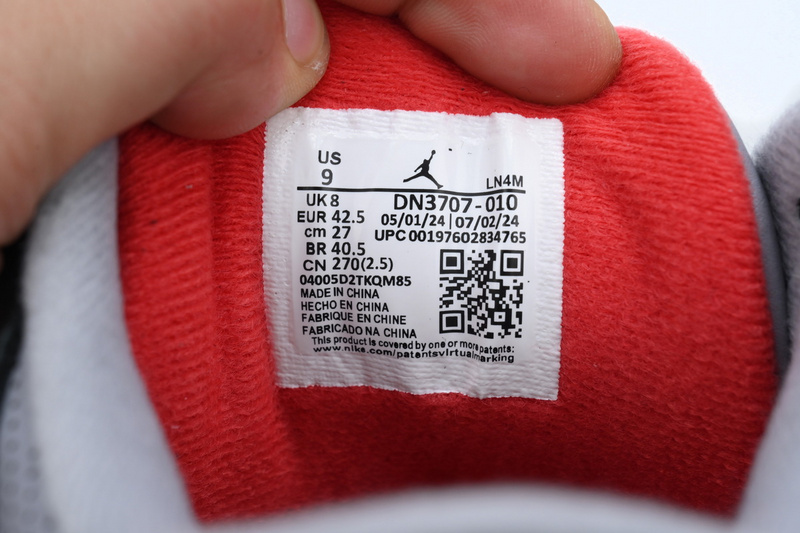 US
9
LN4M
UK 8
DN3707-010
EUR 42.5
05/01/24 | 07/02/24
cm 27
UPC 00197602834765
BR 40.5
CN 270(2.5)
04005D2TKQM85
MADE IN CHINA
HECHO EN CHINA
FABRIQUE EN CHINE
FABRICADO NA CHINA
This product is covered by one or more patents:
www.nike.com/patentsvirtualmarking